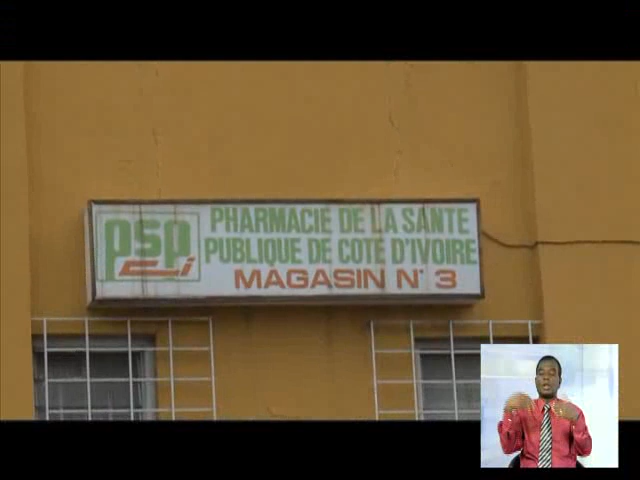 psp
ci
PHARMACIE DE LA SANTE
PUBLIQUE DE COTE D'IVOIRE
MAGASIN N° 3